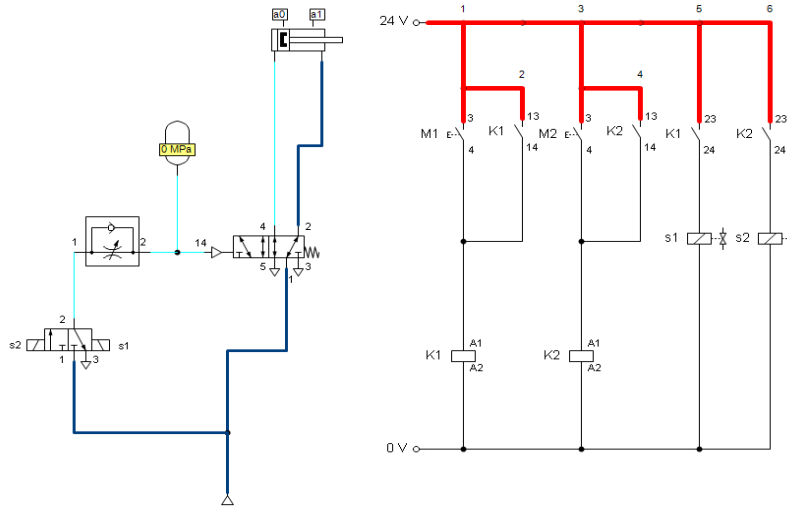 a0 a1
24 V
1 3 5 6
2 4
0 MPa
3 13 3 13 23 23
M1 K1 M2 K2 K1 K2
4 14 4 14 24 24
4 2
1 2 14
5 1 3
s1 s2
2
s2 s1
1 3
K1 A1 K2 A1
A2 A2
0 V